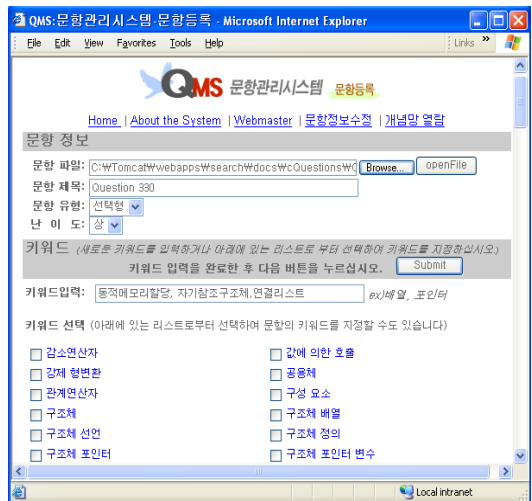 QMS:문항관리시스템-문항등록 - Microsoft Internet Explorer
File Edit View Favorites Tools Help Links »
QMS 문항관리시스템 문항등록
Home | About the System | Webmaster | 문항정보수정 | 개념망 열람
문항 정보
문항 파일: C:₩Tomcat₩webapps₩search₩docs₩cQuestions₩ Browse... openFile
문항 제목: Question 330
문항 유형: 선택형
난 이 도: 상
키워드 (새로운 키워드를 입력하거나 아래에 있는 리스트로 부터 선택하여 키워드를 지정하십시오.)
키워드 입력을 완료한 후 다음 버튼을 누르십시오. Submit
키워드입력: 동적메모리할당, 자기참조구조체,연결리스트 ex)배열, 포인터
키워드 선택 (아래에 있는 리스트로부터 선택하여 문항의 키워드를 지정할 수도 있습니다)
감소연산자 값에 의한 호출
강제 형변환 공용체
관계연산자 구성 요소
구조체 구조체 배열
구조체 선언 구조체 정의
구조체 포인터 구조체 포인터 변수
Local intranet